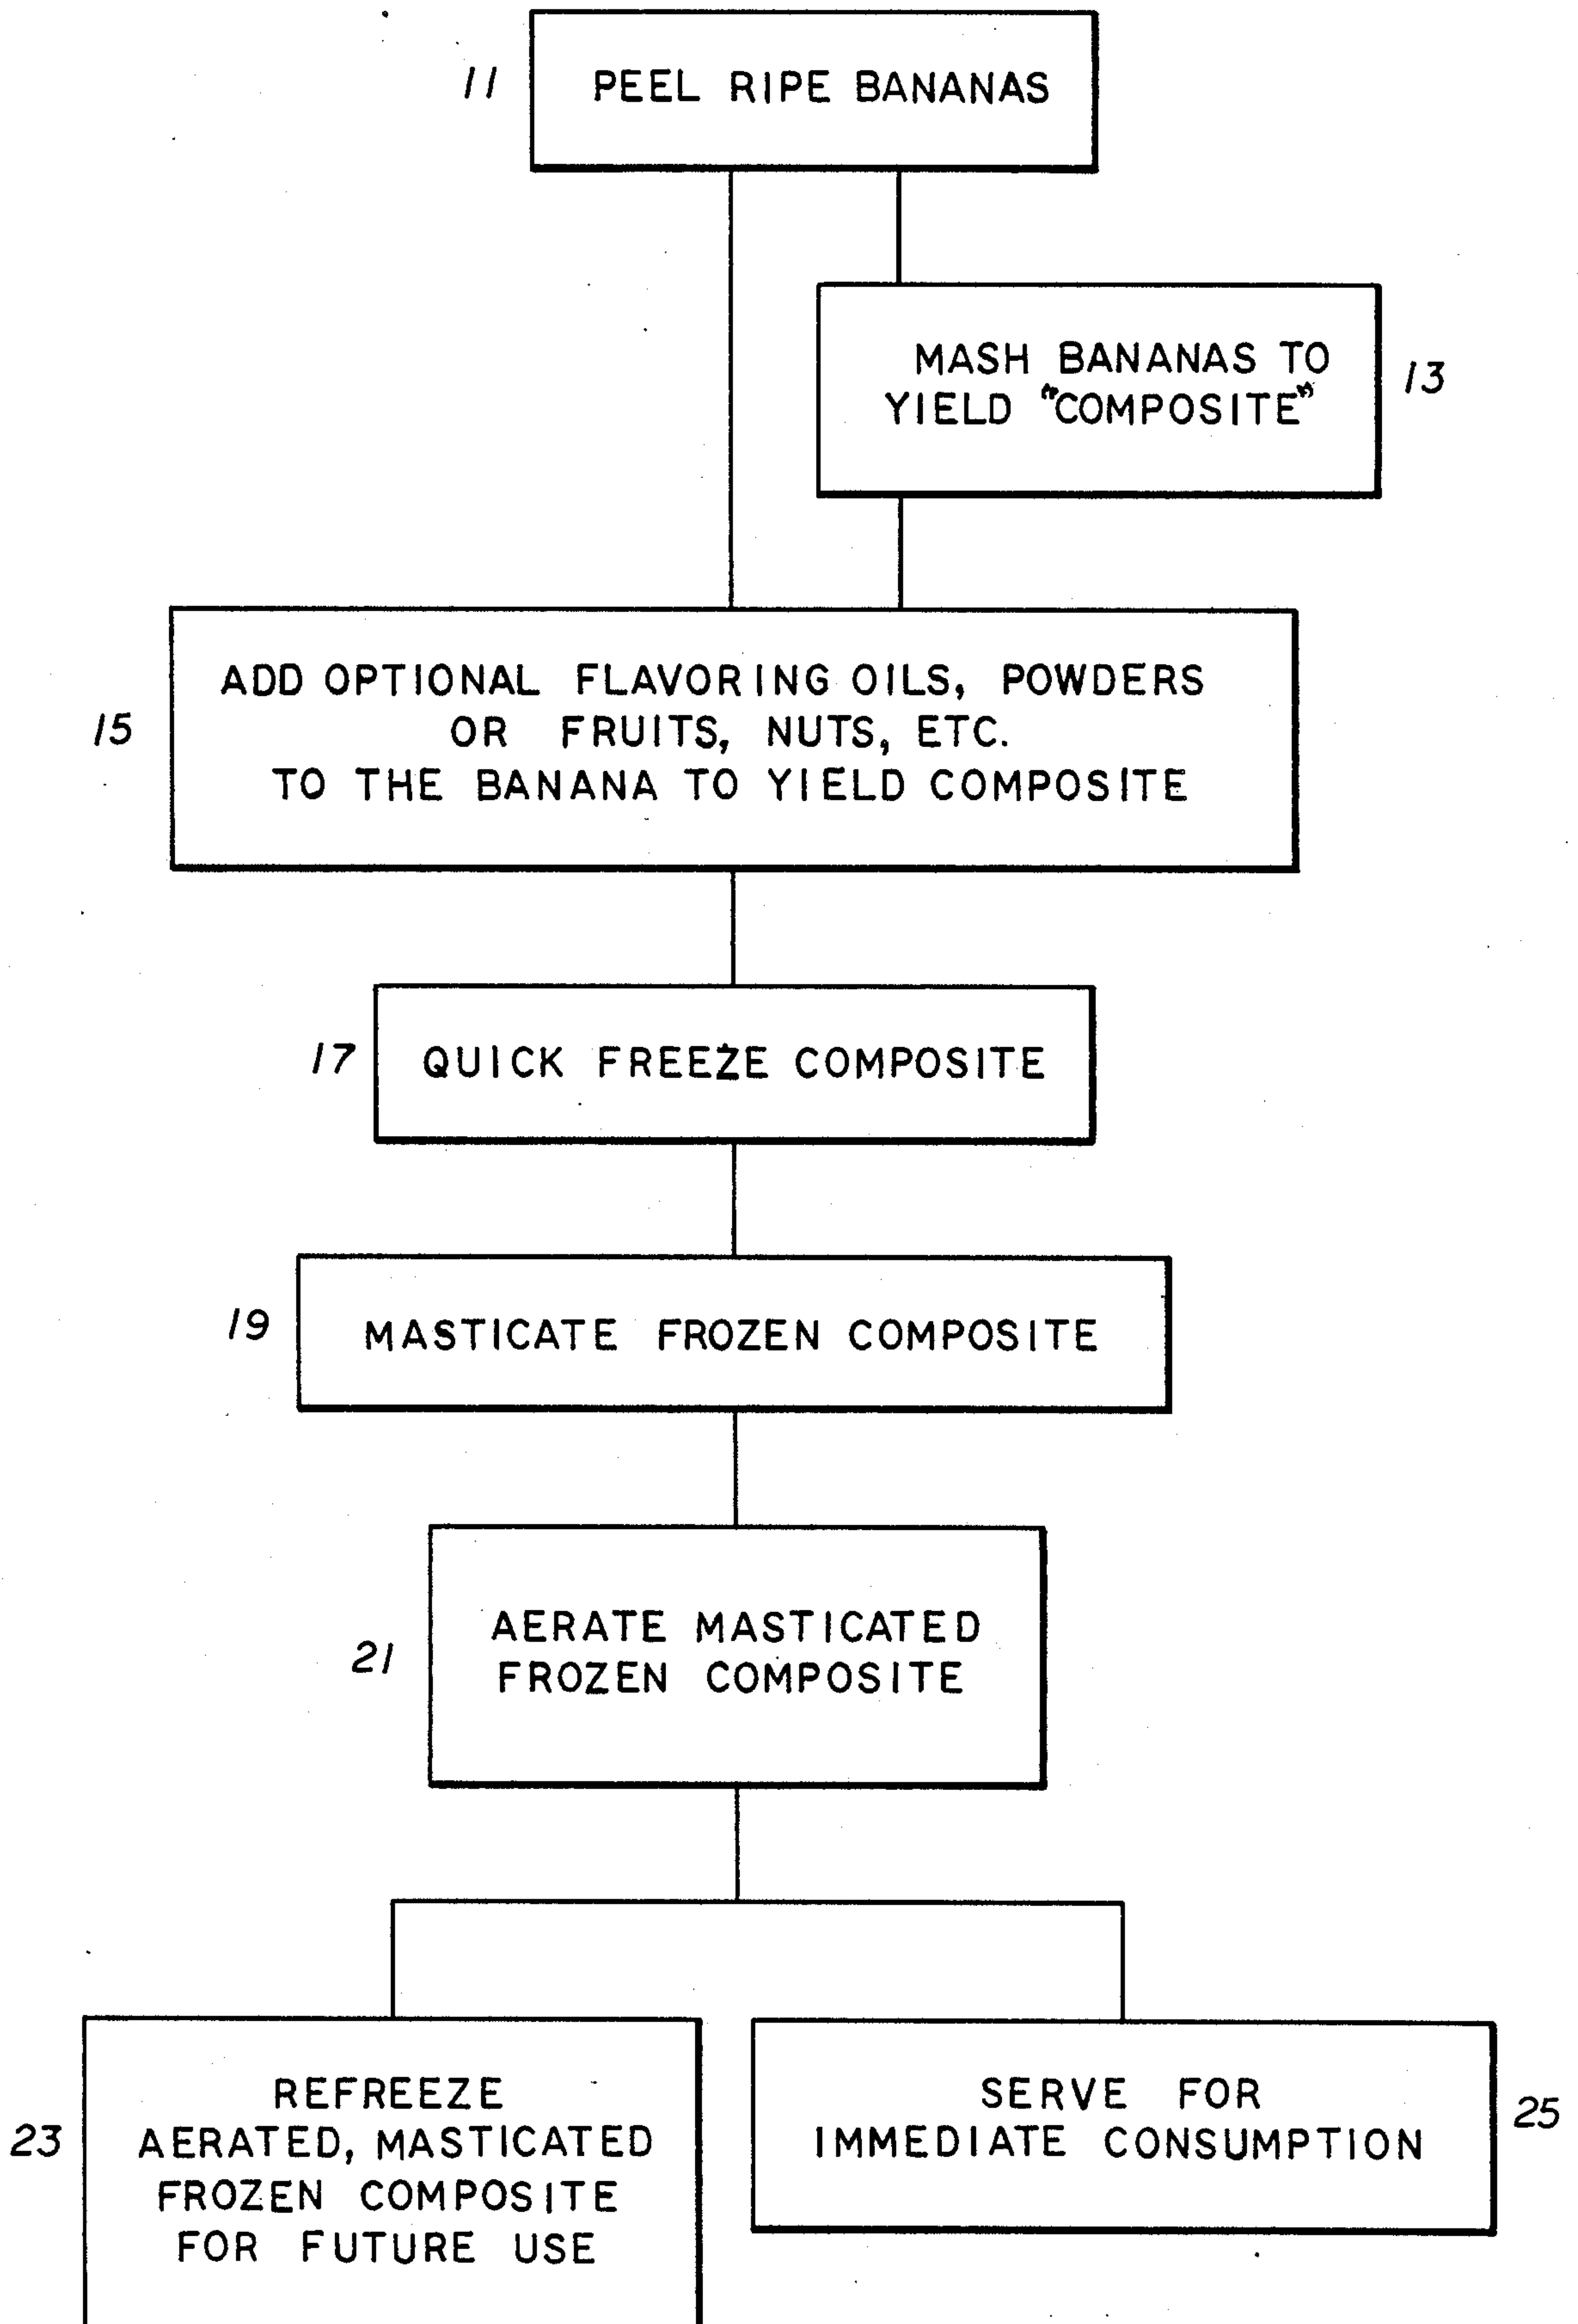 11
PEEL RIPE BANANAS
MASH BANANAS TO
YIELD "COMPOSITE"
13
ADD OPTIONAL FLAVORING OILS, POWDERS
OR FRUITS, NUTS, ETC.
TO THE BANANA TO YIELD COMPOSITE
15
17
QUICK FREEZE COMPOSITE
19
MASTICATE FROZEN COMPOSITE
21
AERATE MASTICATED
FROZEN COMPOSITE
23
REFREEZE
AERATED, MASTICATED
FROZEN COMPOSITE
FOR FUTURE USE
SERVE FOR
IMMEDIATE CONSUMPTION
25